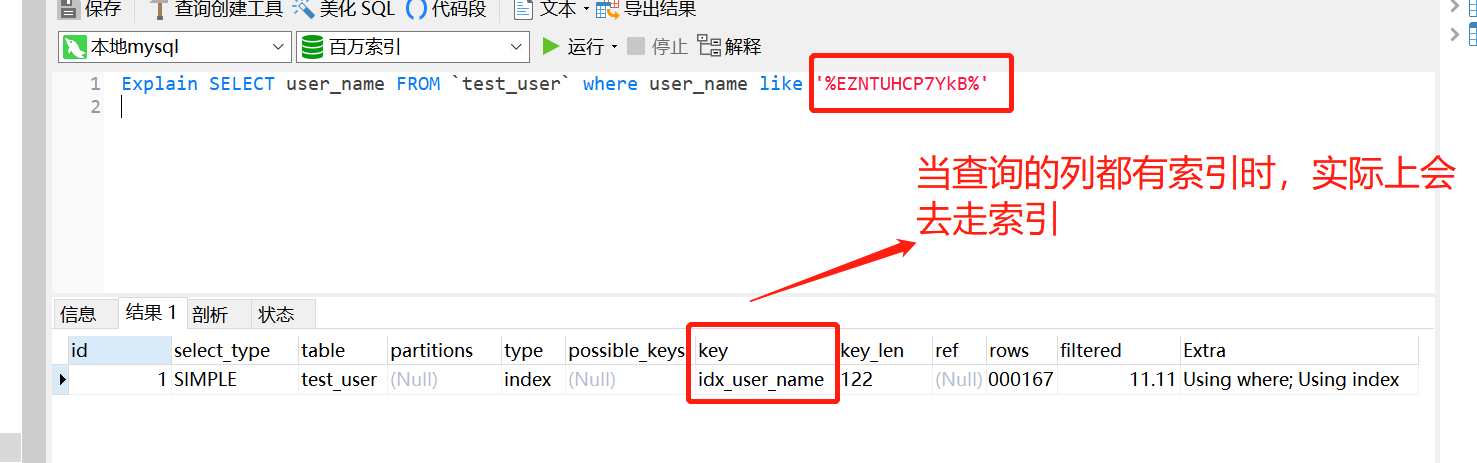 保存 查询创建工具 美化 SQL 代码段 文本 导出结果
本地mysql 百万索引 运行 停止 解释
1 Explain SELECT user_name FROM `test_user` where user_name like '%EZNTUHCP7YkB%'
2
当查询的列都有索引时，实际上会
去走索引
信息 结果 1 剖析 状态
id select_type table partitions type possible_keys key key_len ref rows filtered Extra
1 SIMPLE test_user (Null) index (Null) idx_user_name 122 (Null) 000167 11.11 Using where; Using index